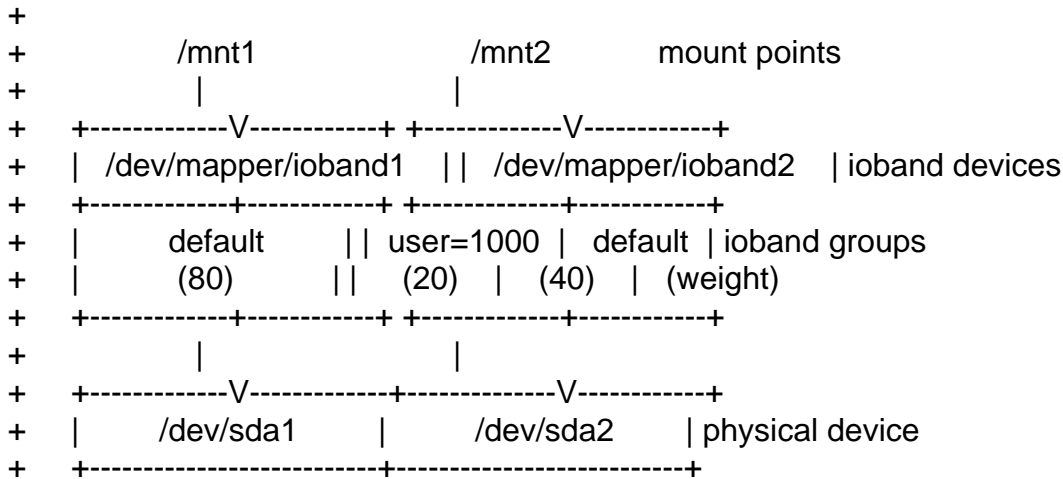 +
+ /mnt1 /mnt2 mount points
+ | |
+ +-------------V------------+ +-------------V------------+
+ | /dev/mapper/ioband1 | | /dev/mapper/ioband2 | ioband devices
+ +-------------+------------+ +-------------+------------+
+ | default | | user=1000 | default | ioband groups
+ | (80) | | (20) | (40) | (weight)
+ +-------------+------------+ +-------------+------------+
+ | |
+ +-------------V-------------+--------------V------------+
+ | /dev/sda1 | /dev/sda2 | physical device
+ +---------------------------+---------------------------+